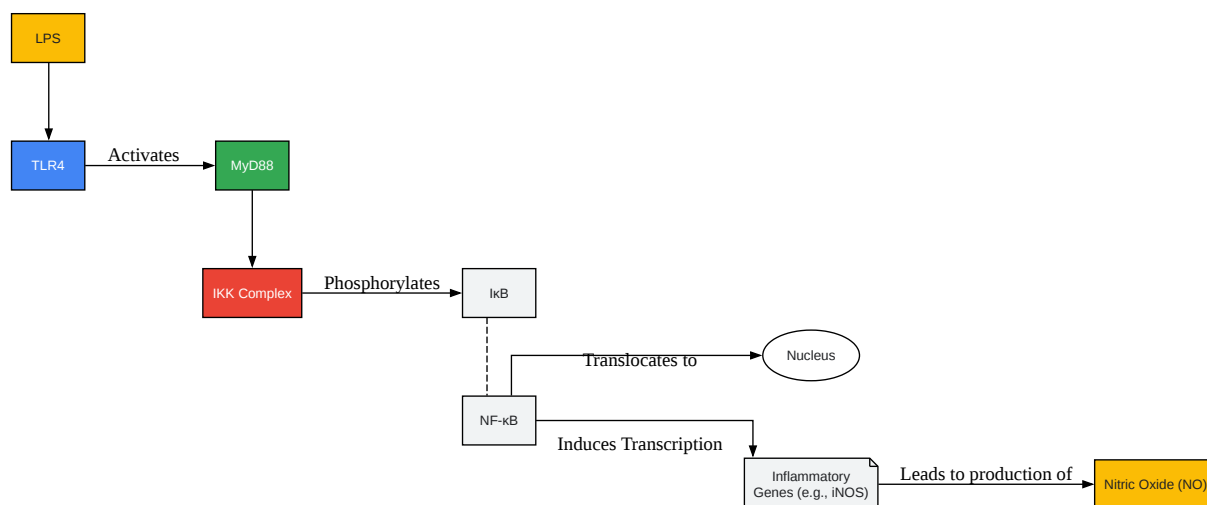 LPS
TLR4
Activates
MyD88
IKK Complex
Phosphorylates
IκB
Translocates to
Nucleus
NF-κB
Induces Transcription
Inflammatory
Genes (e.g., iNOS)
Leads to production of
Nitric Oxide (NO)